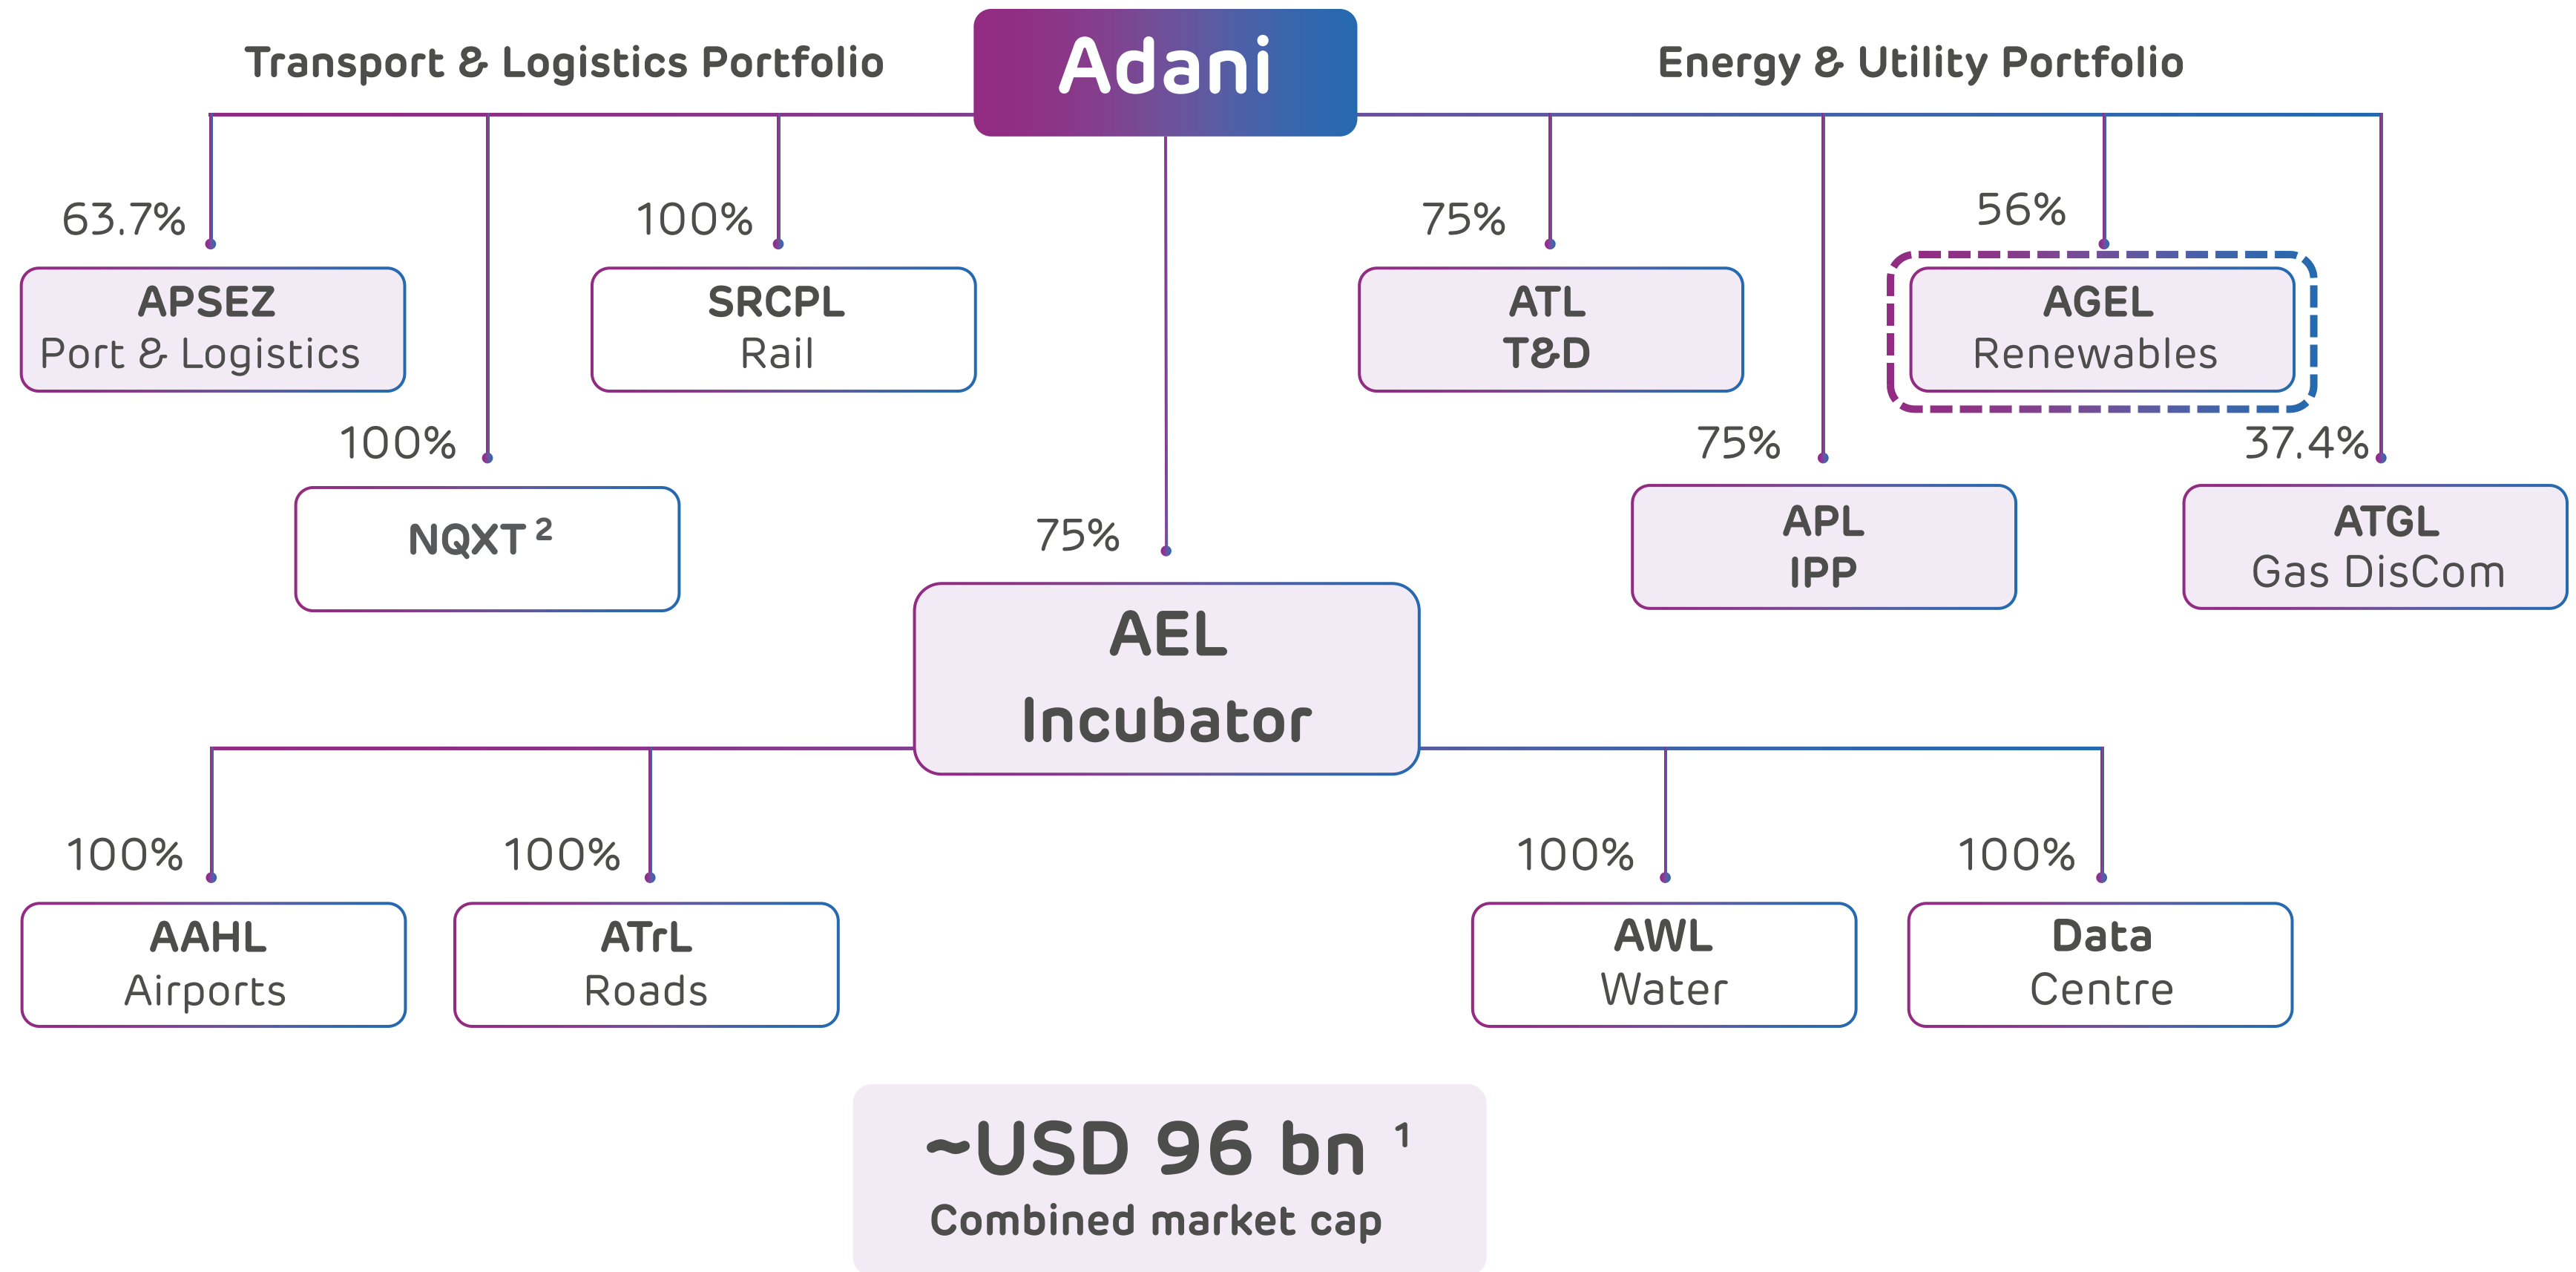 Adani
Transport & Logistics Portfolio
Energy & Utility Portfolio
63.7%
APSEZ
Port & Logistics
100%
NQXT ²
100%
SRCPL
Rail
75%
ATL
T&D
75%
APL
IPP
56%
AGEL
Renewables
37.4%
ATGL
Gas DisCom
75%
AEL
Incubator
100%
AAHL
Airports
100%
ATrL
Roads
100%
AWL
Water
100%
Data
Centre
~USD 96 bn ¹
Combined market cap